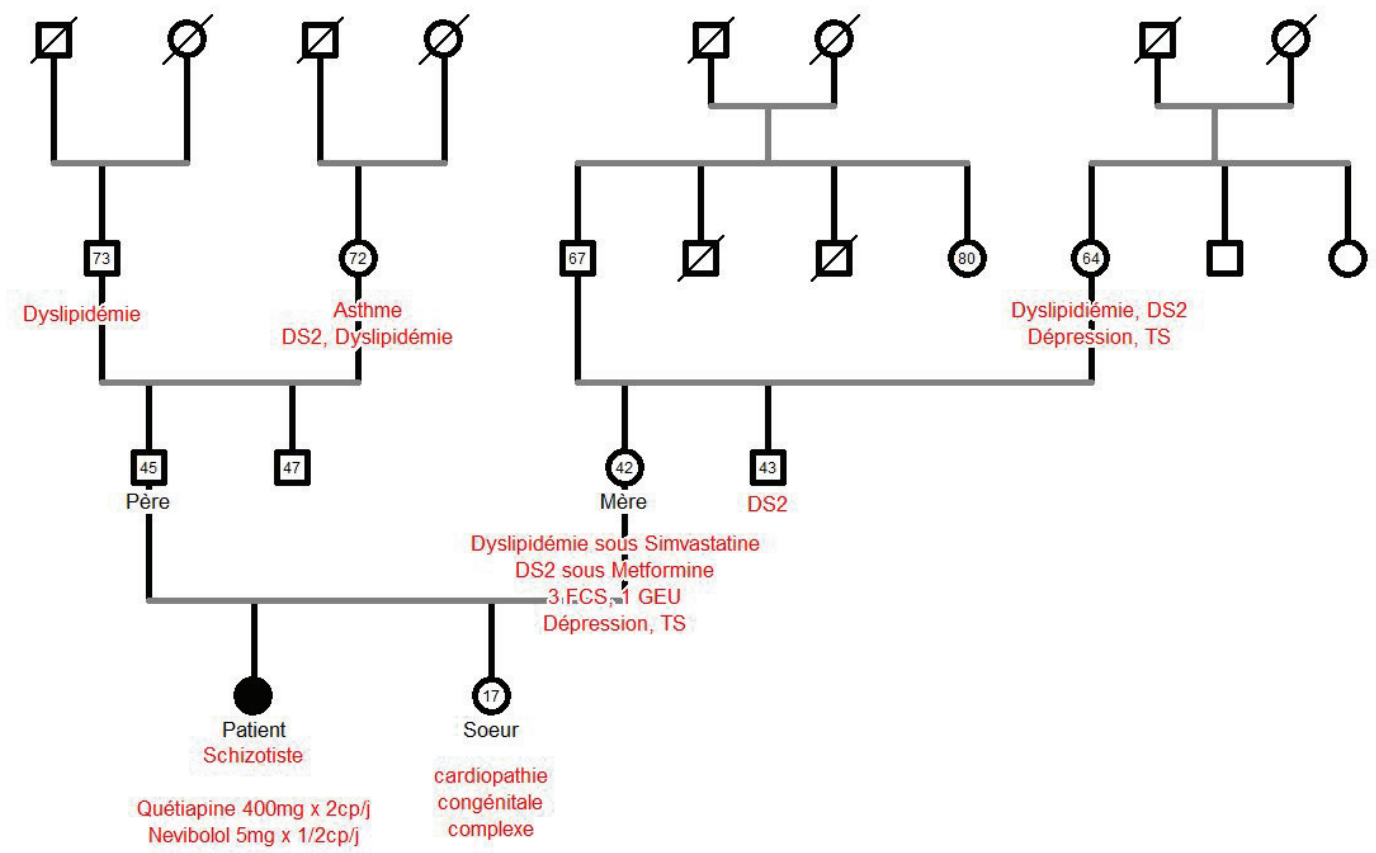 73
72
67
80
64
Dyslipidémie
Asthme
DS2, Dyslipidémie
Dyslipidiémie, DS2
Dépression, TS
45
47
42
43
Père
Mère
DS2
Dyslipidémie sous Simvastatine
DS2 sous Metformine
3 FCS, 1 GEU
Dépression, TS
17
Patient
Schizotiste
Soeur
Quétiapine 400mg x 2cp/j
Nevibolol 5mg x 1/2cp/j
cardiopathie
congénitale
complexe